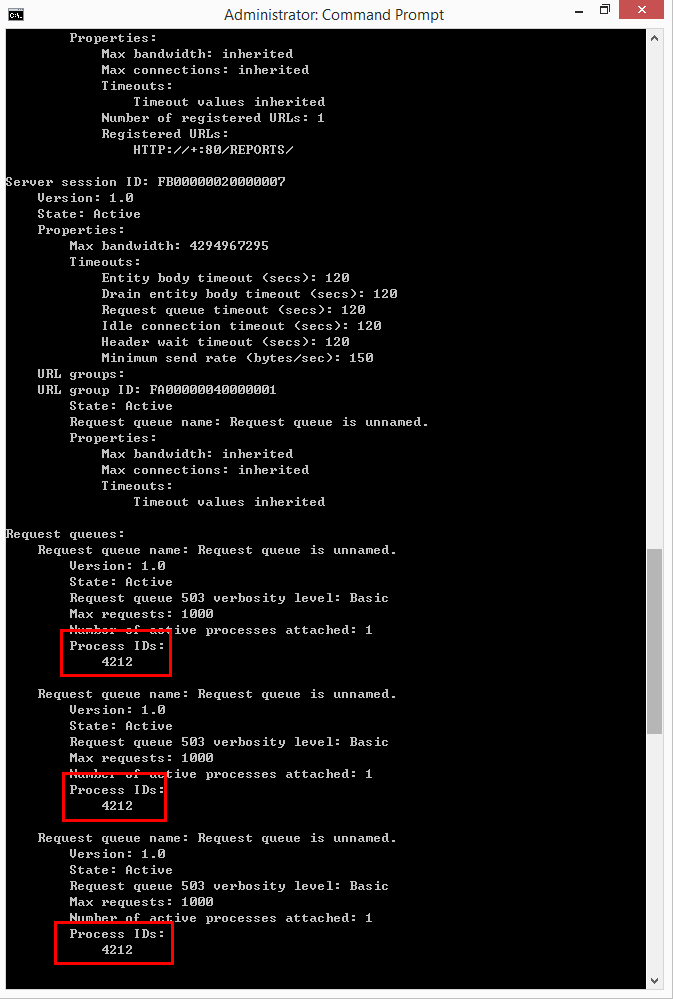 Administrator: Command Prompt
Properties:
Max bandwidth: inherited
Max connections: inherited
Timeouts:
Timeout values inherited
Number of registered URLs: 1
Registered URLs:
HTTP://+:80/REPORTS/
Server session ID: FB00000020000007
Version: 1.0
State: Active
Properties:
Max bandwidth: 4294967295
Timeouts:
Entity body timeout (secs): 120
Drain entity body timeout (secs): 120
Request queue timeout (secs): 120
Idle connection timeout (secs): 120
Header wait timeout (secs): 120
Minimum send rate (bytes/sec): 150
URL groups:
URL group ID: FA00000040000001
State: Active
Request queue name: Request queue is unnamed.
Properties:
Max bandwidth: inherited
Max connections: inherited
Timeouts:
Timeout values inherited
Request queues:
Request queue name: Request queue is unnamed.
Version: 1.0
State: Active
Request queue 503 verbosity level: Basic
Max requests: 1000
Number of active processes attached: 1
Process IDs:
4212
Request queue name: Request queue is unnamed.
Version: 1.0
State: Active
Request queue 503 verbosity level: Basic
Max requests: 1000
Number of active processes attached: 1
Process IDs:
4212
Request queue name: Request queue is unnamed.
Version: 1.0
State: Active
Request queue 503 verbosity level: Basic
Max requests: 1000
Number of active processes attached: 1
Process IDs:
4212